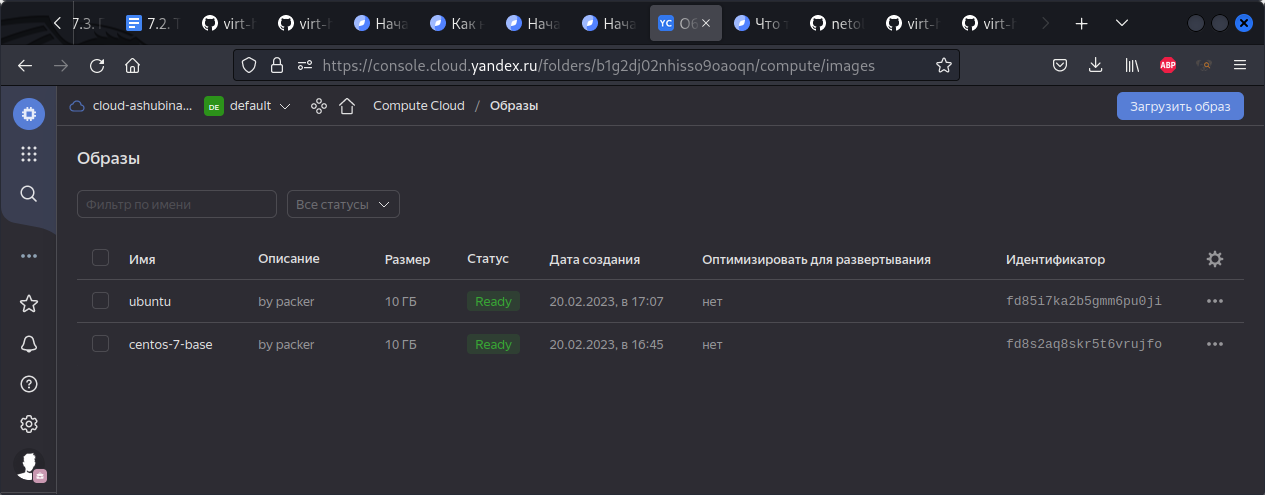 7.3. Г 7.2. Т virt-h virt-h Нача Как н Нача Нача YC Об Что т netol virt-h virt-h
https://console.cloud.yandex.ru/folders/b1g2dj02nhisso9oaoqn/compute/images ABP
cloud-ashubina... DE default Compute Cloud / Образы Загрузить образ
Образы
Фильтр по имени Все статусы
Имя Описание Размер Статус Дата создания Оптимизировать для развертывания Идентификатор
ubuntu by packer 10 ГБ Ready 20.02.2023, в 17:07 нет fd85i7ka2b5gmm6pu0ji
centos-7-base by packer 10 ГБ Ready 20.02.2023, в 16:45 нет fd8s2aq8skr5t6vrujfo